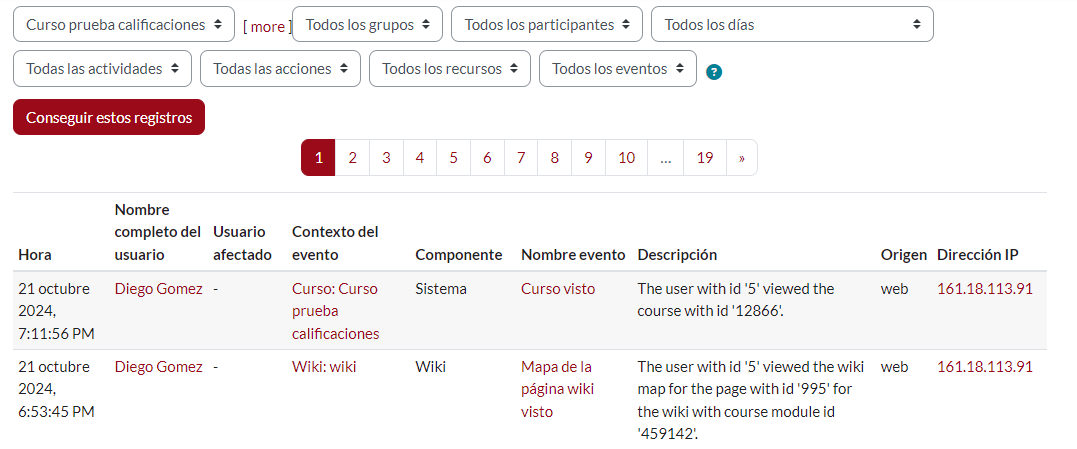 Curso prueba calificaciones [ more ] Todos los grupos Todos los participantes Todos los días
Todas las actividades Todas las acciones Todos los recursos Todos los eventos ?
Conseguir estos registros
1 2 3 4 5 6 7 8 9 10 ... 19 »
Hora
Nombre
completo del
usuario
Usuario
afectado
Contexto del
evento
Componente
Nombre evento
Descripción
Origen
Dirección IP
21 octubre
2024,
7:11:56 PM
Diego Gomez
-
Curso: Curso
prueba
calificaciones
Sistema
Curso visto
The user with id '5' viewed the
course with id '12866'.
web
161.18.113.91
21 octubre
2024,
6:53:45 PM
Diego Gomez
-
Wiki: wiki
Wiki
Mapa de la
página wiki
visto
The user with id '5' viewed the wiki
map for the page with id '995' for
the wiki with course module id
'459142'.
web
161.18.113.91